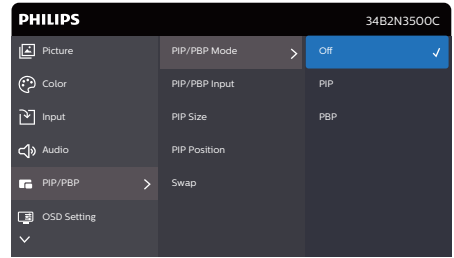 PHILIPS 34B2N3500C
Picture PIP/PBP Mode Off
Color PIP/PBP Input PIP
Input PIP Size PBP
Audio PIP Position
PIP/PBP Swap
OSD Setting